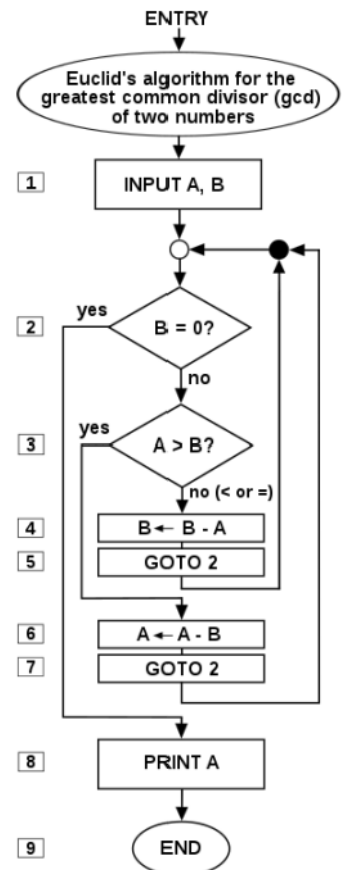 ENTRY
Euclid's algorithm for the
greatest common divisor (gcd)
of two numbers
1
INPUT A, B
yes
2
B = 0?
no
yes
3
A > B?
no (< or =)
4
B ← B - A
5
GOTO 2
6
A ← A - B
7
GOTO 2
8
PRINT A
9
END